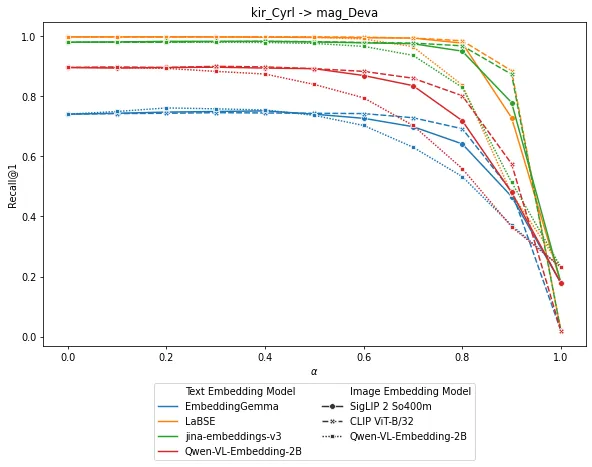 kir_Cyrl -> mag_Deva
Recall@1
1.0
0.8
0.6
0.4
0.2
0.0
0.0 0.2 0.4 0.6 0.8 1.0
α
Text Embedding Model
EmbeddingGemma
LaBSE
jina-embeddings-v3
Qwen-VL-Embedding-2B
Image Embedding Model
SigLIP 2 So400m
CLIP ViT-B/32
Qwen-VL-Embedding-2B